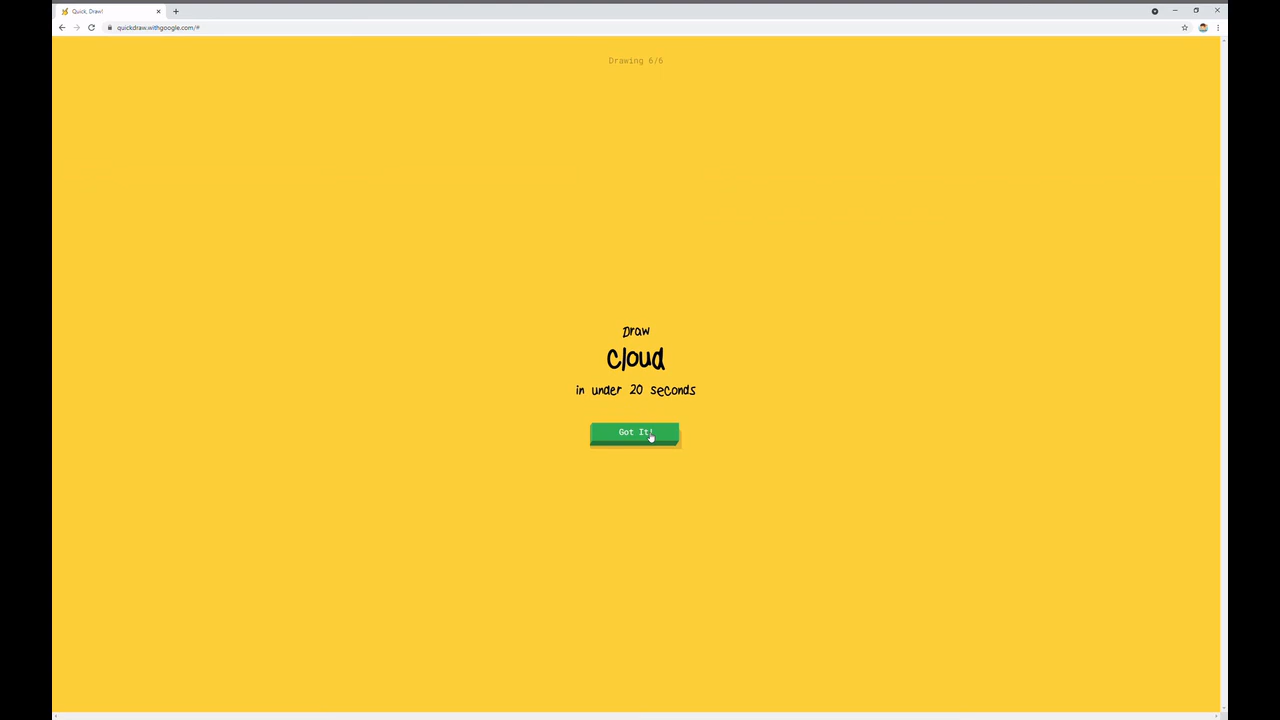 Quick, Draw!
quickdraw.withgoogle.com/#
Drawing 6/6
Draw
cloud
in under 20 seconds
Got It!